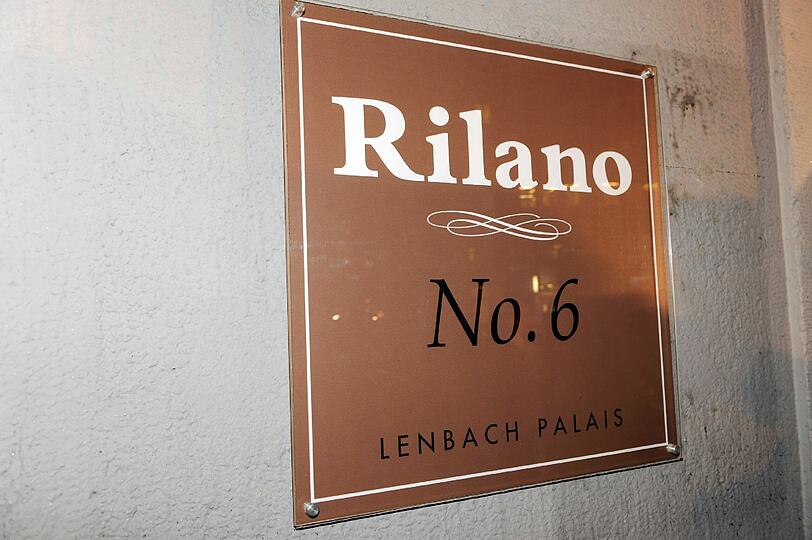 Rilano
No. 6
LENBACH PALAIS